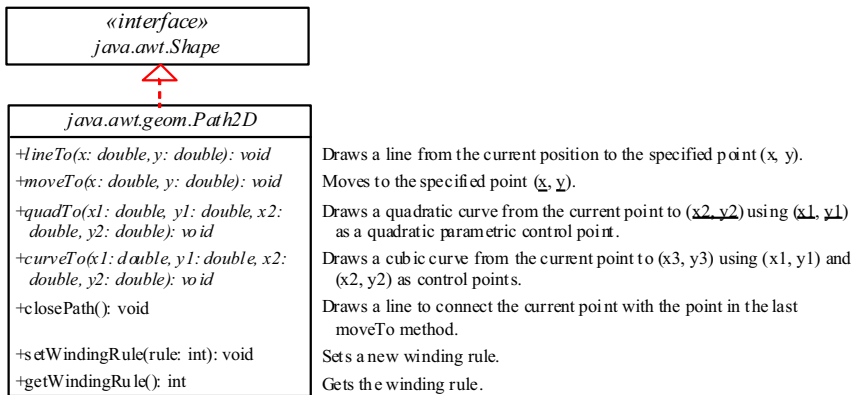 «interface»
java.awt.Shape
java.awt.geom.Path2D
+lineTo(x: double, y: double): void
Draws a line from the current position to the specified point (x, y).
+moveTo(x: double, y: double): void
Moves to the specified point (x, y).
+quadTo(x1: double, y1: double, x2:
double, y2: double): void
Draws a quadratic curve from the current point to (x2, y2) using (x1, y1)
as a quadratic parametric control point.
+curveTo(x1: double, y1: double, x2:
double, y2: double): void
Draws a cubic curve from the current point to (x3, y3) using (x1, y1) and
(x2, y2) as control points.
+closePath(): void
Draws a line to connect the current point with the point in the last
moveTo method.
+setWindingRule(rule: int): void
Sets a new winding rule.
+getWindingRule(): int
Gets the winding rule.